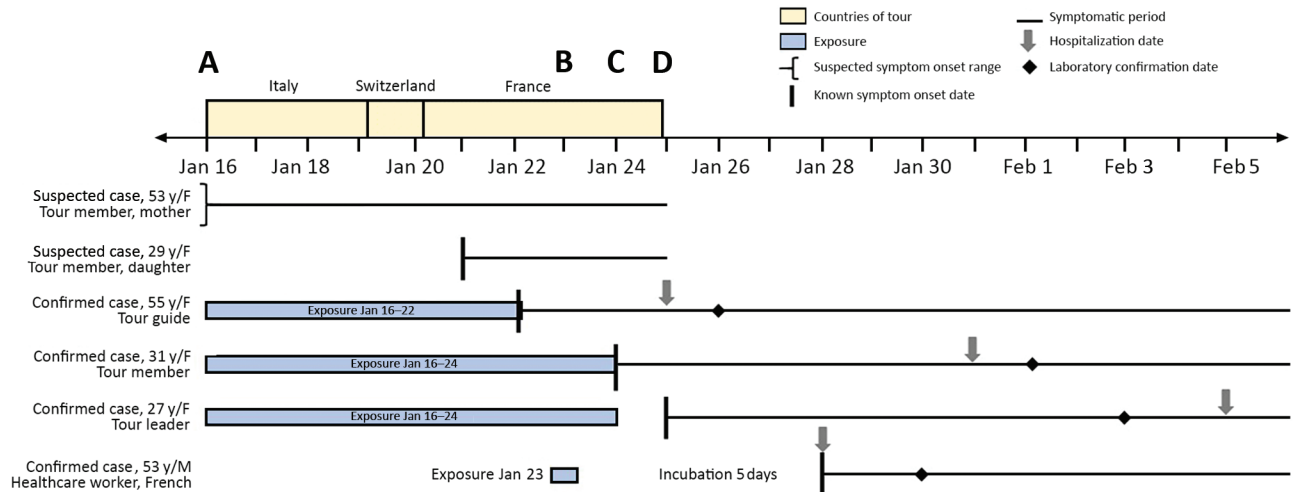 Countries of tour
Symptomatic period
Exposure
Hospitalization date
Suspected symptom onset range
Laboratory confirmation date
Known symptom onset date
A B C D
Italy Switzerland France
Jan 16 Jan 18 Jan 20 Jan 22 Jan 24 Jan 26 Jan 28 Jan 30 Feb 1 Feb 3 Feb 5
Suspected case, 53 y/F
Tour member, mother
Suspected case, 29 y/F
Tour member, daughter
Confirmed case, 55 y/F
Tour guide
Exposure Jan 16–22
Confirmed case, 31 y/F
Tour member
Exposure Jan 16–24
Confirmed case, 27 y/F
Tour leader
Exposure Jan 16–24
Confirmed case, 53 y/M
Healthcare worker, French
Exposure Jan 23
Incubation 5 days